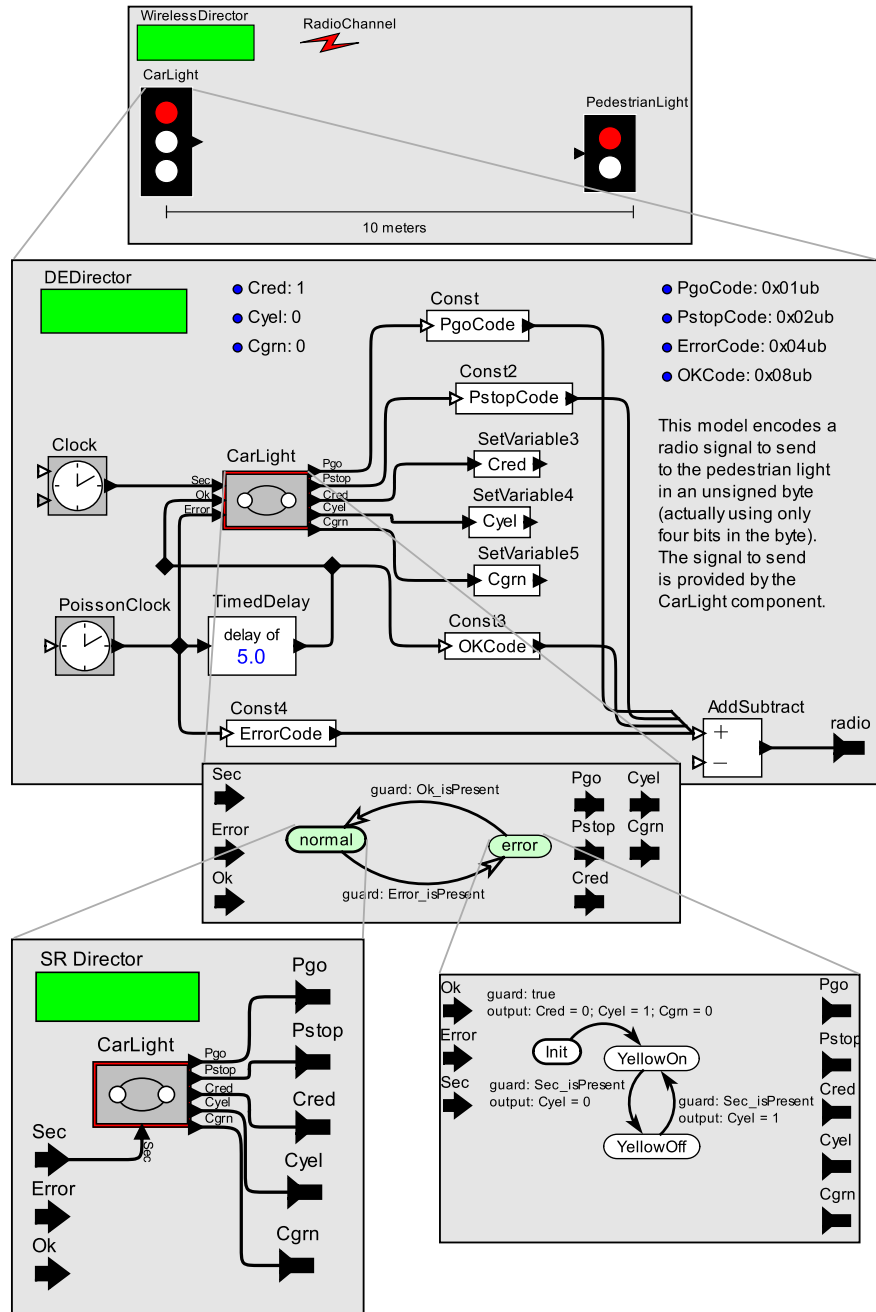 WirelessDirector
RadioChannel
CarLight
PedestrianLight
10 meters
DEDirector
Cred: 1
Cyel: 0
Cgrn: 0
Const
PgoCode
PgoCode: 0x01ub
PstopCode: 0x02ub
ErrorCode: 0x04ub
OKCode: 0x08ub
Const2
PstopCode
This model encodes a
radio signal to send
to the pedestrian light
in an unsigned byte
(actually using only
four bits in the byte).
The signal to send
is provided by the
CarLight component.
Clock
CarLight
Sec
Ok
Error
Pgo
Pstop
Cred
Cyel
Cgrn
SetVariable3
Cred
SetVariable4
Cyel
SetVariable5
Cgrn
PoissonClock
TimedDelay
delay of
5.0
Const3
OKCode
Const4
ErrorCode
AddSubtract
+
−
radio
Sec
Error
Ok
guard: Ok_isPresent
normal
error
guard: Error_isPresent
Pgo
Cyel
Pstop
Cgrn
Cred
SR Director
CarLight
Pgo
Pstop
Cred
Cyel
Cgrn
Sec
Sec
Error
Ok
Pgo
Pstop
Cred
Cyel
Cgrn
Ok
Error
Sec
guard: true
output: Cred = 0; Cyel = 1; Cgrn = 0
Init
YellowOn
guard: Sec_isPresent
output: Cyel = 0
guard: Sec_isPresent
output: Cyel = 1
YellowOff
Pgo
Pstop
Cred
Cyel
Cgrn